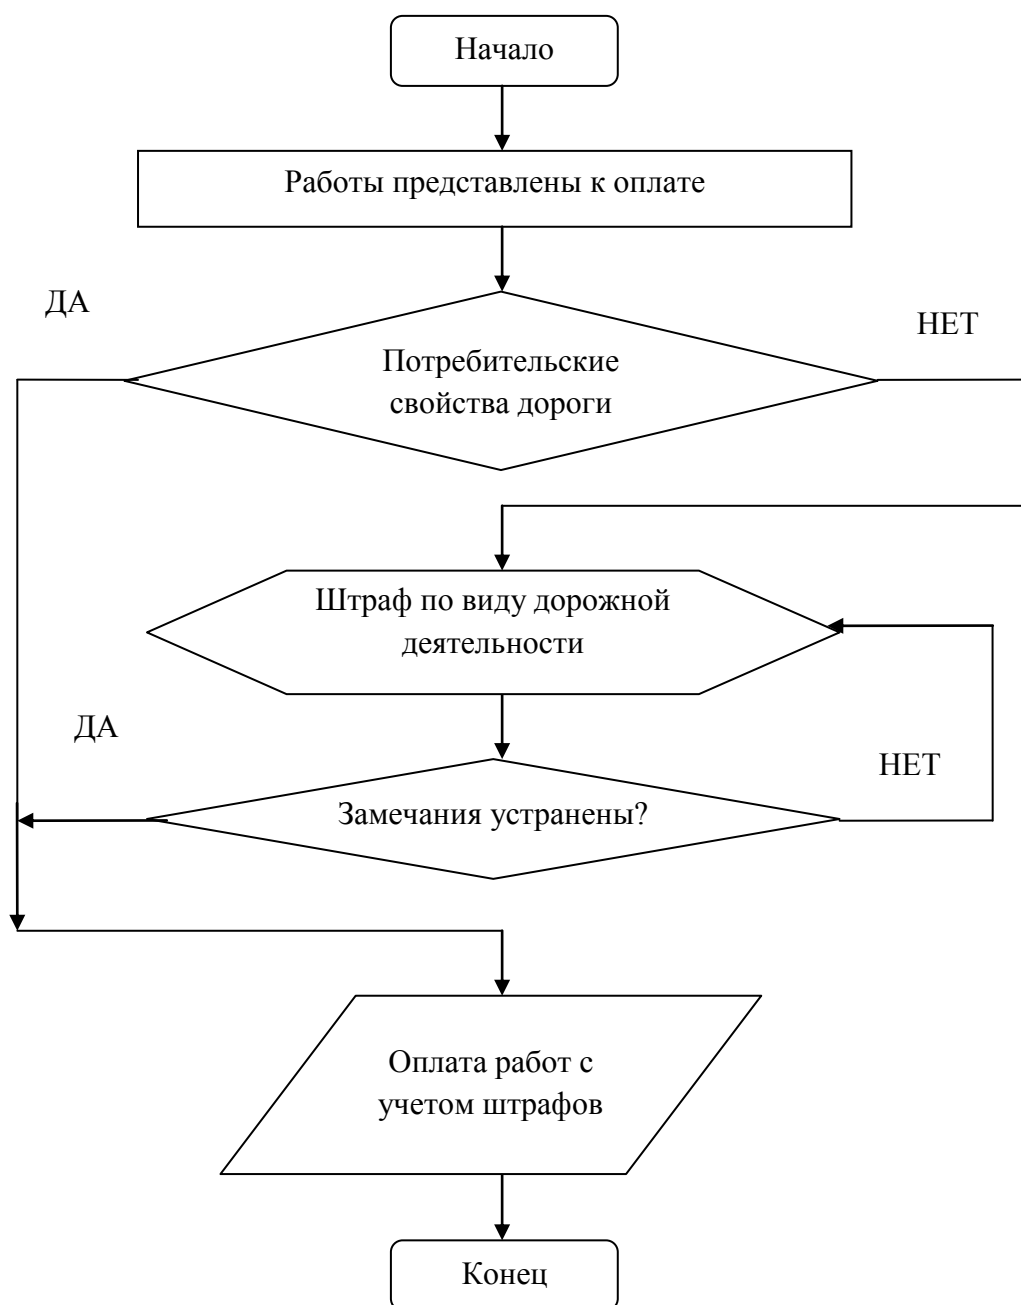 Начало
Работы представлены к оплате
ДА
НЕТ
Потребительские
свойства дороги
Штраф по виду дорожной
деятельности
ДА
НЕТ
Замечания устранены?
Оплата работ с
учетом штрафов
Конец